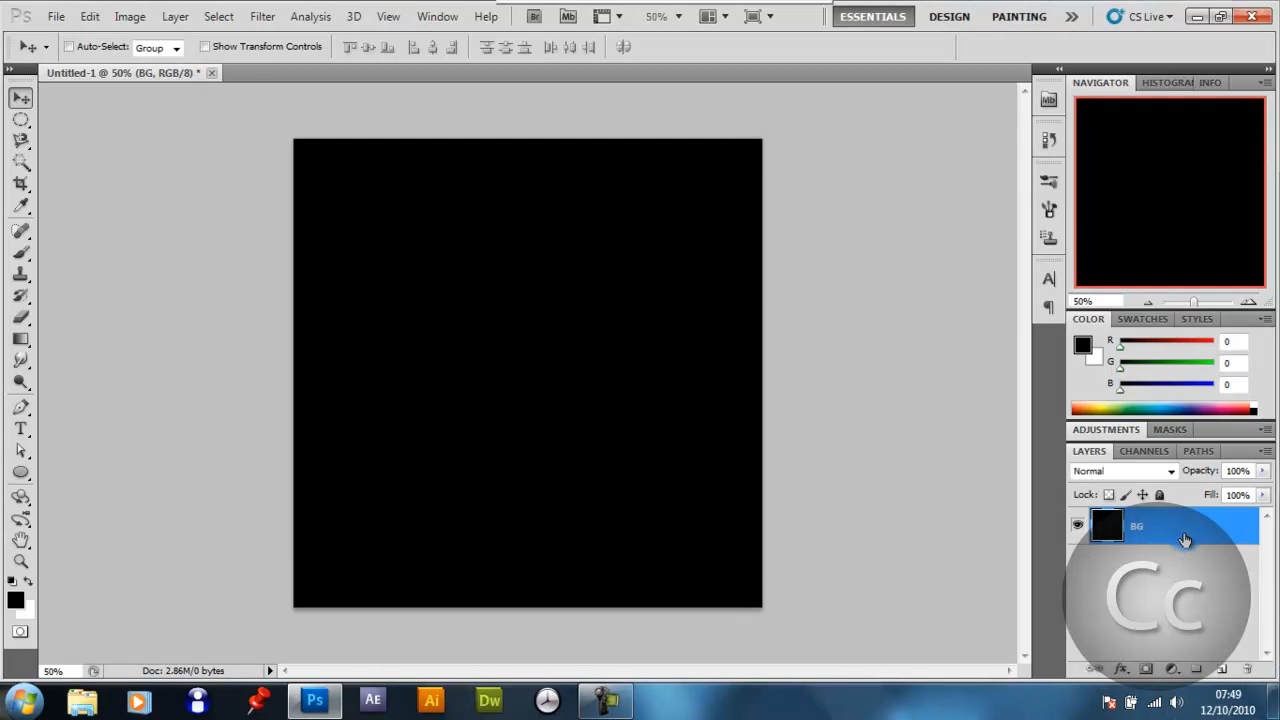 Ps File Edit Image Layer Select Filter Analysis 3D View Window Help Br Mb 50% ESSENTIALS DESIGN PAINTING CS Live
Auto-Select: Group Show Transform Controls
Untitled-1 @ 50% (BG, RGB/8) *
NAVIGATOR HISTOGRAM INFO
Mb
50%
COLOR SWATCHES STYLES
R 0
G 0
B 0
ADJUSTMENTS MASKS
LAYERS CHANNELS PATHS
Normal Opacity: 100%
Lock: Fill: 100%
BG
Cc
50% Doc: 2.86M/0 bytes
Ps AE Ai Dw
07:49
12/10/2010